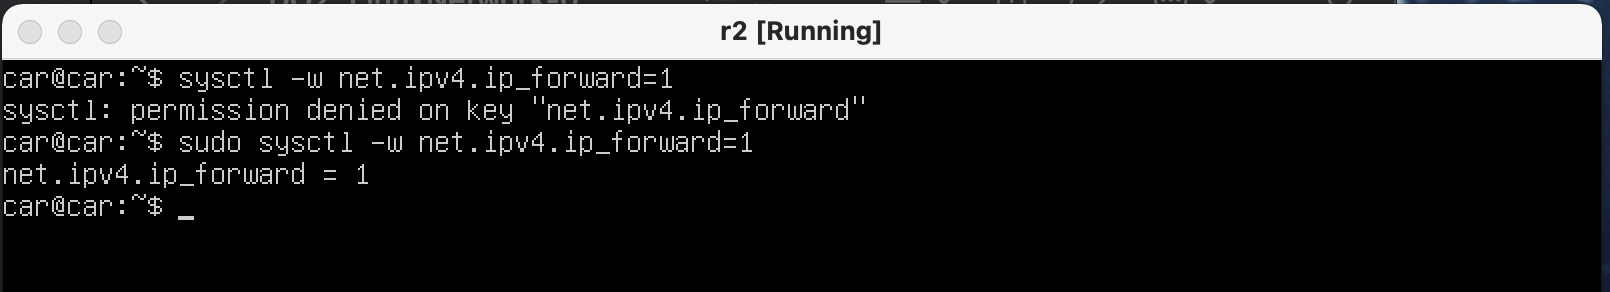 r2 [Running]
car@car:~$ sysctl -w net.ipv4.ip_forward=1
sysctl: permission denied on key "net.ipv4.ip_forward"
car@car:~$ sudo sysctl -w net.ipv4.ip_forward=1
net.ipv4.ip_forward = 1
car@car:~$ _